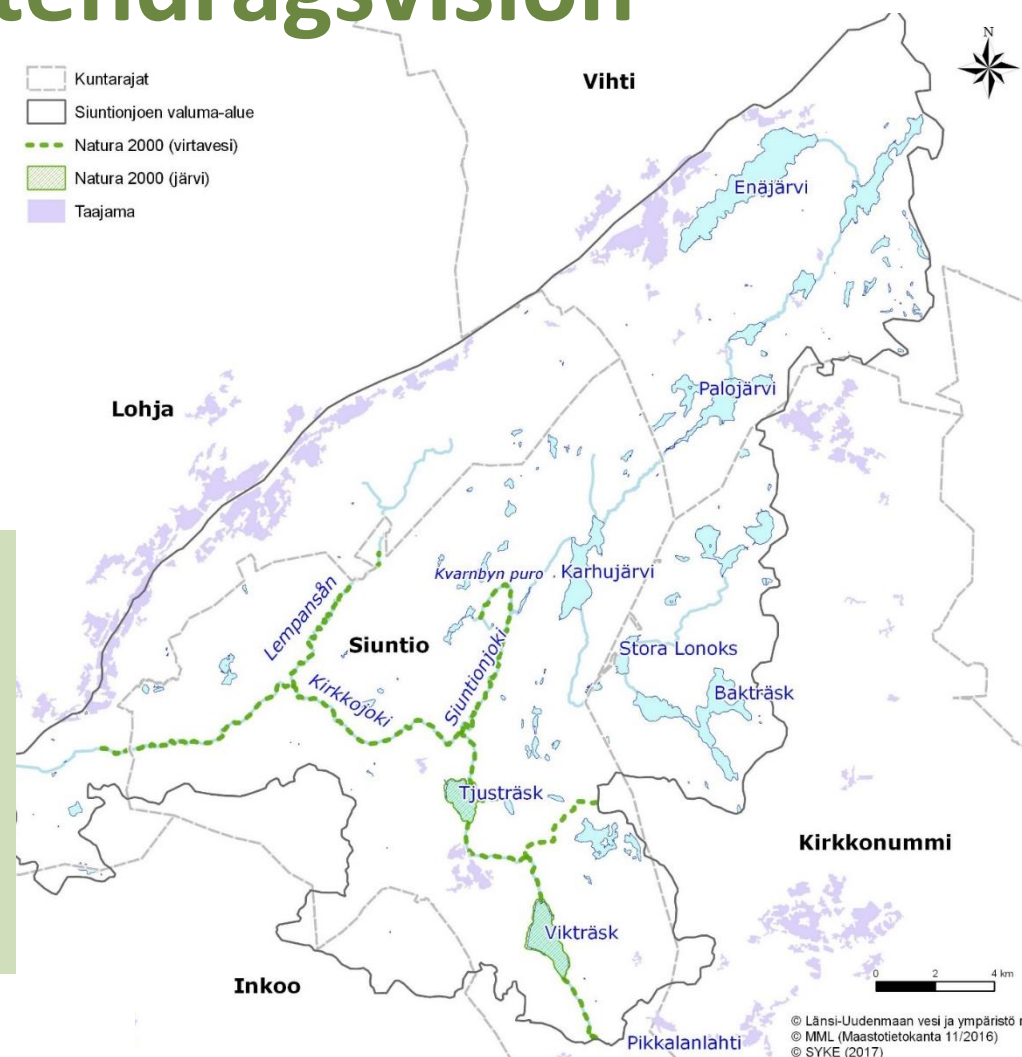 tendragsvision
N
Kuntarajat
Siuntionjoen valuma-alue
Natura 2000 (virtavesi)
Natura 2000 (järvi)
Taajama
Vihti
Enäjärvi
Palojärvi
Lohja
Kvarnbyn puro
Karhujärvi
Lempansån
Siuntio
Siuntionjoki
Stora Lonoks
Kirkkojoki
Bakträsk
Tjusträsk
Kirkkonummi
Vikträsk
Inkoo
0 2 4 km
Pikkalanlahti
© Länsi-Uudenmaan vesi ja ympäristö r
© MML (Maastotietokanta 11/2016)
© SYKE (2017)